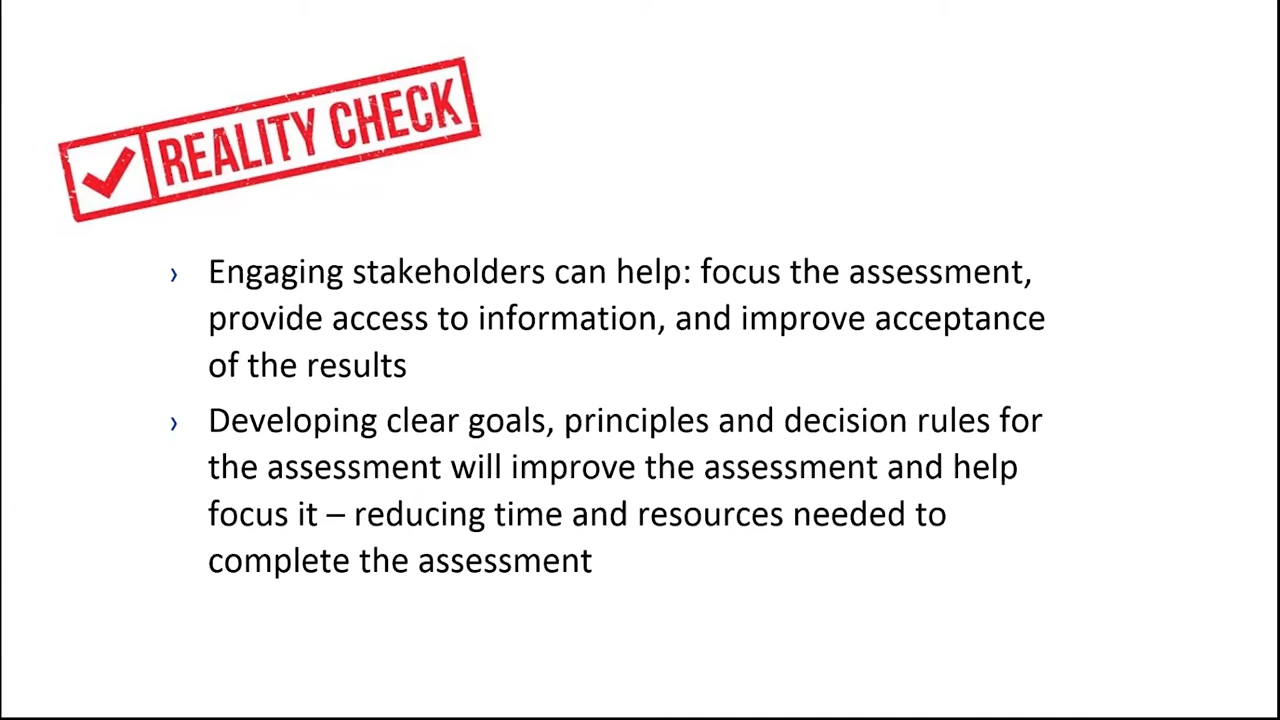 REALITY CHECK
› Engaging stakeholders can help: focus the assessment,
provide access to information, and improve acceptance
of the results
› Developing clear goals, principles and decision rules for
the assessment will improve the assessment and help
focus it – reducing time and resources needed to
complete the assessment